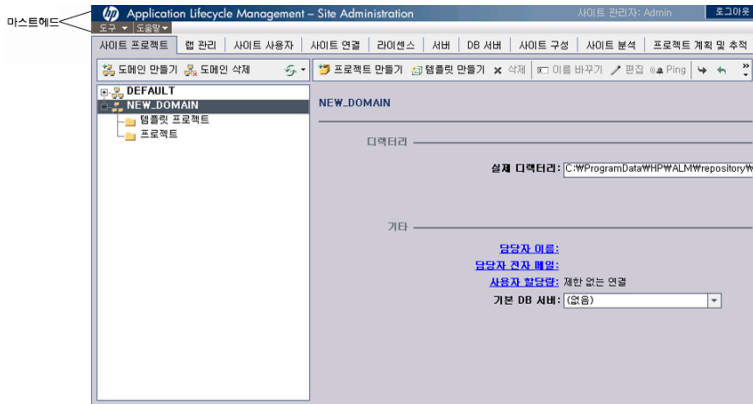 마스트헤드
hp Application Lifecycle Management – Site Administration 사이트 관리자: Admin 로그아웃
도구 도움말
사이트 프로젝트 랩 관리 사이트 사용자 사이트 연결 라이센스 서버 DB 서버 사이트 구성 사이트 분석 프로젝트 계획 및 추적
도메인 만들기 도메인 삭제 프로젝트 만들기 템플릿 만들기 삭제 이름 바꾸기 편집 Ping
DEFAULT
NEW_DOMAIN
템플릿 프로젝트
프로젝트
NEW_DOMAIN
디렉터리
실제 디렉터리: C:\ProgramData\HP\ALM\repository\
기타
담당자 이름:
담당자 전자 메일:
사용자 할당량: 제한 없는 연결
기본 DB 서버: (없음)